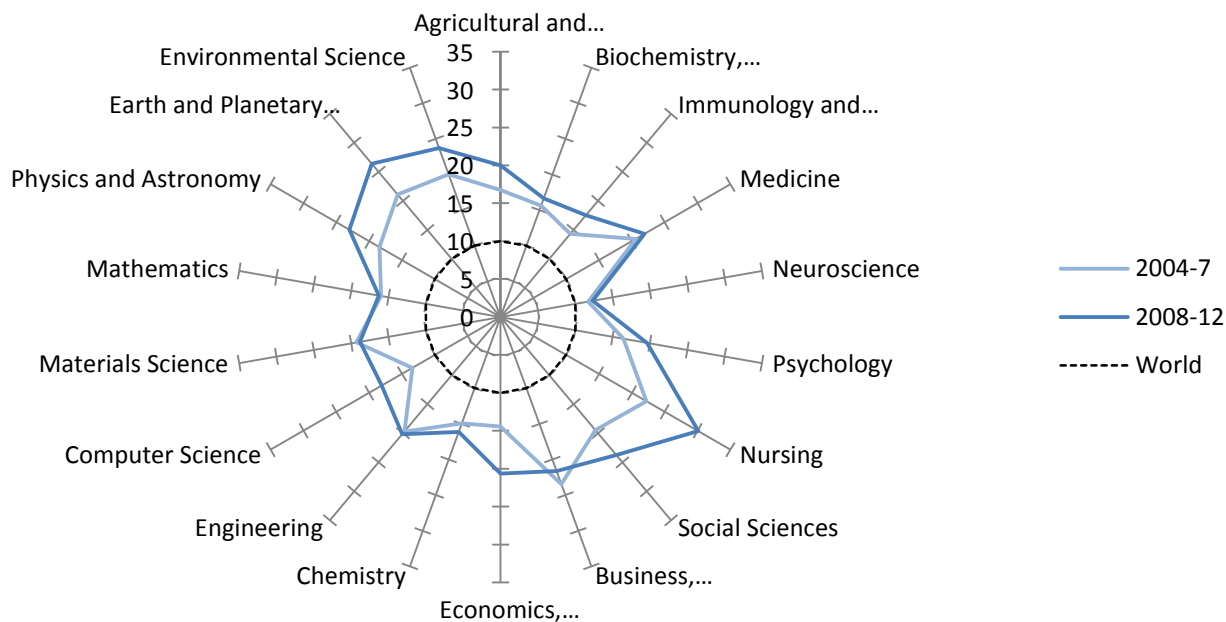 Agricultural and…
Biochemistry,…
Immunology and…
Medicine
Neuroscience
Psychology
Nursing
Social Sciences
Business,…
Economics,…
Chemistry
Engineering
Computer Science
Materials Science
Mathematics
Physics and Astronomy
Earth and Planetary…
Environmental Science
35
30
25
20
15
10
5
0
2004-7
2008-12
World